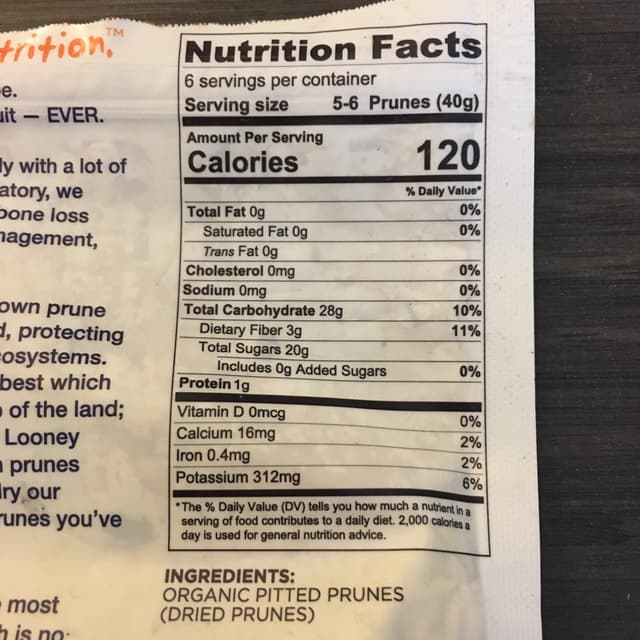 trition.™
e.
uit — EVER.
ly with a lot of
atory, we
bone loss
nagement,
own prune
d, protecting
cosystems.
best which
of the land;
Looney
prunes
dry our
runes you've
most
h is no
Nutrition Facts
6 servings per container
Serving size 5-6 Prunes (40g)
Amount Per Serving
Calories 120
% Daily Value*
Total Fat 0g 0%
Saturated Fat 0g 0%
Trans Fat 0g
Cholesterol 0mg 0%
Sodium 0mg 0%
Total Carbohydrate 28g 10%
Dietary Fiber 3g 11%
Total Sugars 20g
Includes 0g Added Sugars 0%
Protein 1g
Vitamin D 0mcg 0%
Calcium 16mg 2%
Iron 0.4mg 2%
Potassium 312mg 6%
*The % Daily Value (DV) tells you how much a nutrient in a
serving of food contributes to a daily diet. 2,000 calories a
day is used for general nutrition advice.
INGREDIENTS:
ORGANIC PITTED PRUNES
(DRIED PRUNES)